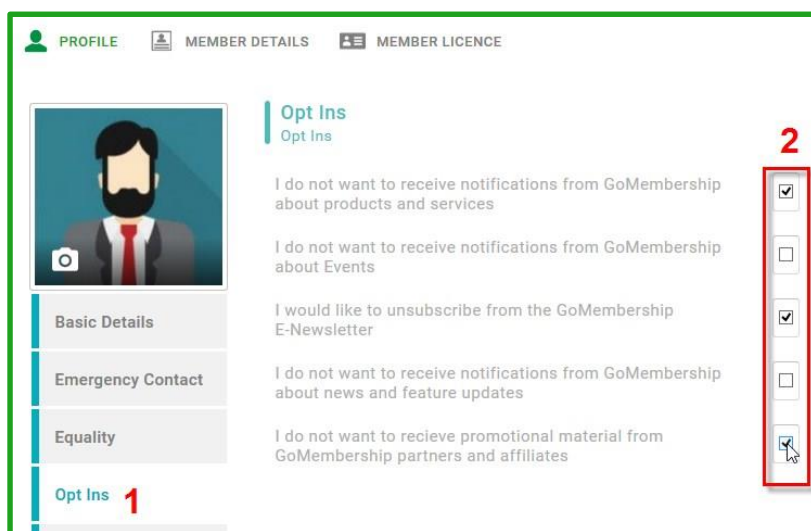 PROFILE MEMBER DETAILS MEMBER LICENCE
Opt Ins
Opt Ins
2
I do not want to receive notifications from GoMembership
about products and services
I do not want to receive notifications from GoMembership
about Events
I would like to unsubscribe from the GoMembership
E-Newsletter
I do not want to receive notifications from GoMembership
about news and feature updates
I do not want to recieve promotional material from
GoMembership partners and affiliates
Basic Details
Emergency Contact
Equality
Opt Ins 1